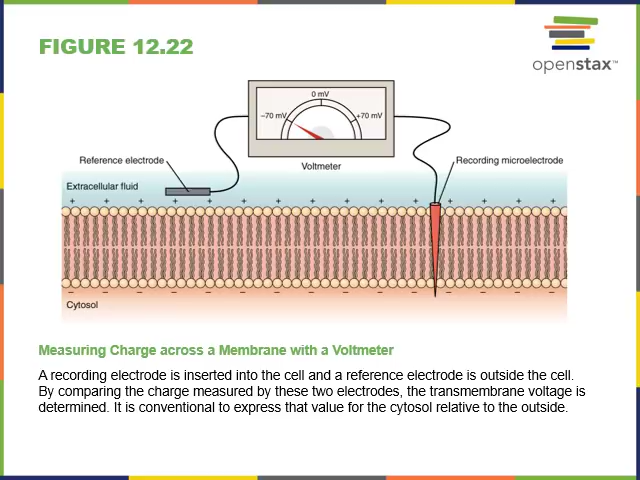 FIGURE 12.22
openstax™
0 mV
−70 mV
+70 mV
Voltmeter
Reference electrode
Recording microelectrode
Extracellular fluid
+ + + + + + + + + + + + + + +
− − − − − − − − − − − − − − −
Cytosol
Measuring Charge across a Membrane with a Voltmeter
A recording electrode is inserted into the cell and a reference electrode is outside the cell.
By comparing the charge measured by these two electrodes, the transmembrane voltage is
determined. It is conventional to express that value for the cytosol relative to the outside.